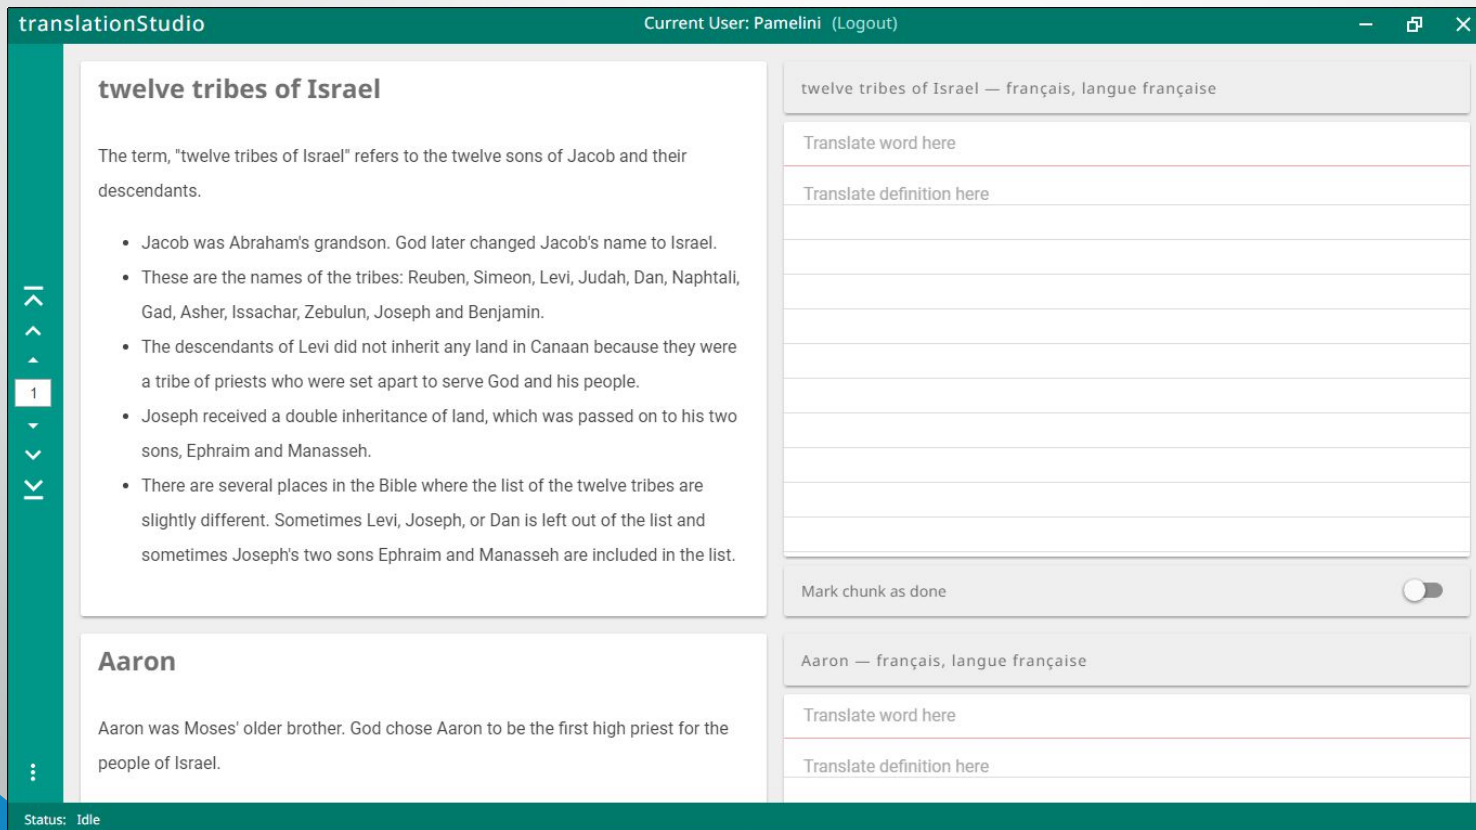 translationStudio
Current User: Pamelini (Logout)
twelve tribes of Israel
The term, "twelve tribes of Israel" refers to the twelve sons of Jacob and their
descendants.
• Jacob was Abraham's grandson. God later changed Jacob's name to Israel.
• These are the names of the tribes: Reuben, Simeon, Levi, Judah, Dan, Naphtali,
Gad, Asher, Issachar, Zebulun, Joseph and Benjamin.
• The descendants of Levi did not inherit any land in Canaan because they were
a tribe of priests who were set apart to serve God and his people.
• Joseph received a double inheritance of land, which was passed on to his two
sons, Ephraim and Manasseh.
• There are several places in the Bible where the list of the twelve tribes are
slightly different. Sometimes Levi, Joseph, or Dan is left out of the list and
sometimes Joseph's two sons Ephraim and Manasseh are included in the list.
twelve tribes of Israel — français, langue française
Translate word here
Translate definition here
Mark chunk as done
1
Aaron
Aaron was Moses' older brother. God chose Aaron to be the first high priest for the
people of Israel.
Aaron — français, langue française
Translate word here
Translate definition here
Status: Idle